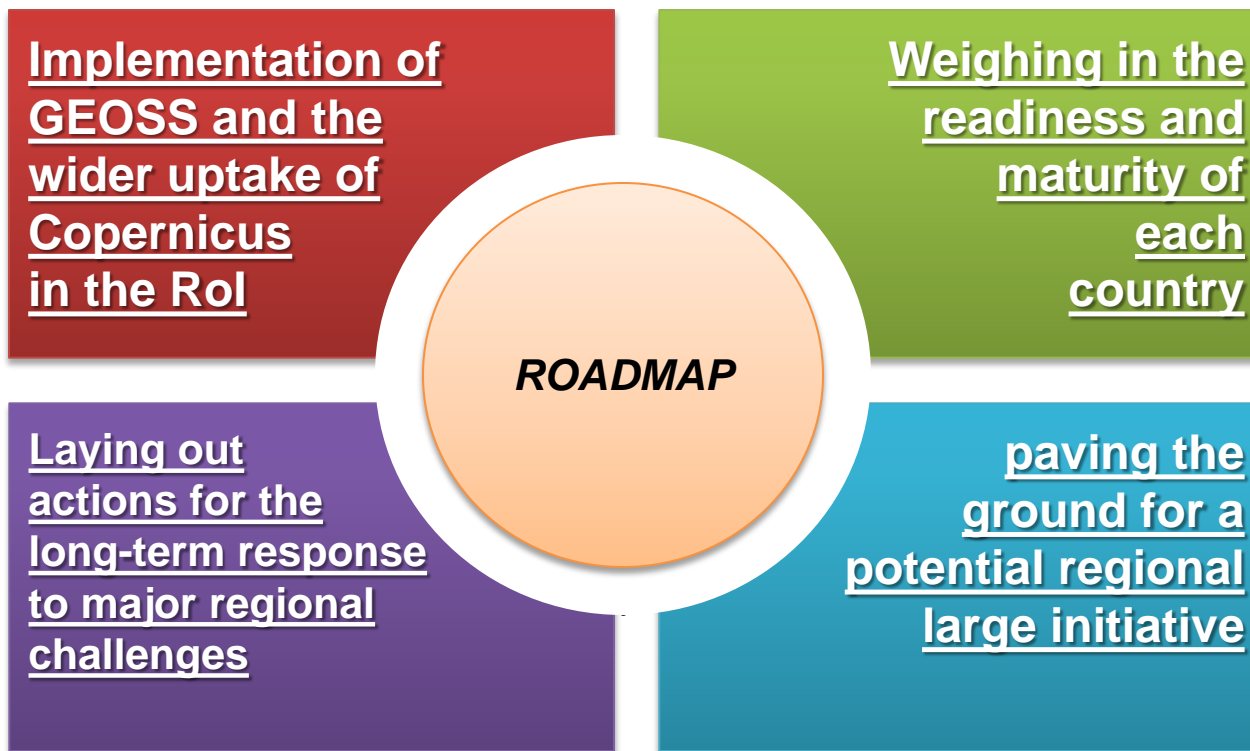 Implementation of
GEOSS and the
wider uptake of
Copernicus
in the RoI
Weighing in the
readiness and
maturity of
each
country
ROADMAP
Laying out
actions for the
long-term response
to major regional
challenges
paving the
ground for a
potential regional
large initiative